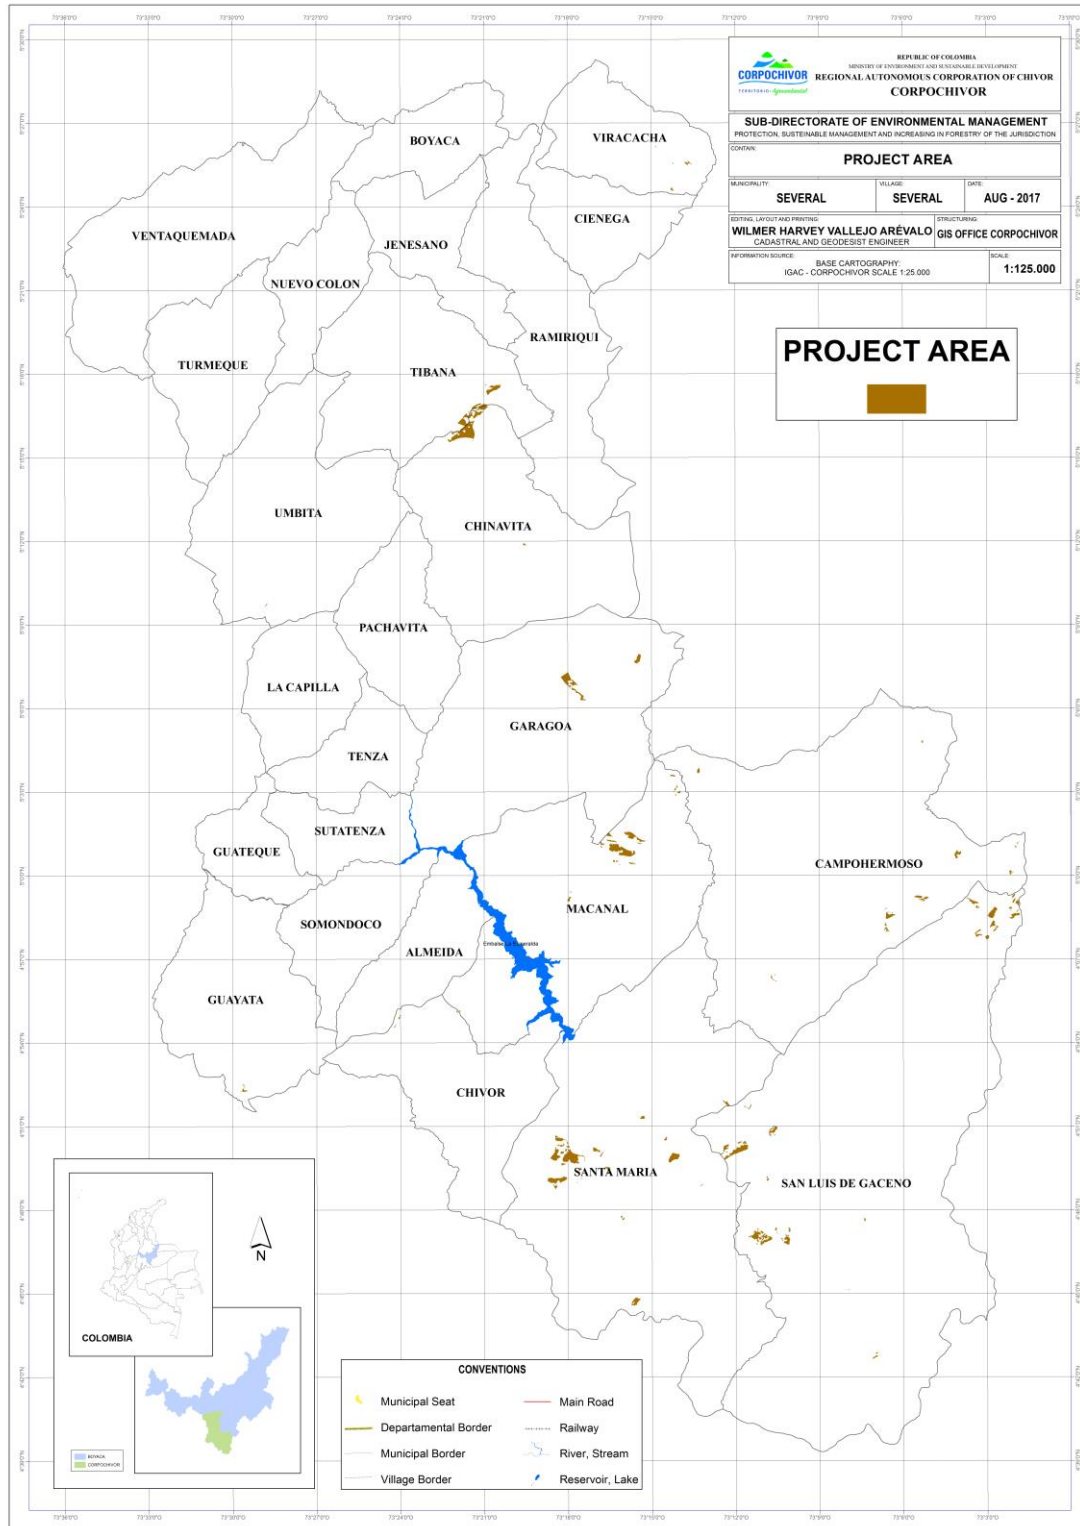 CORPOCHIVOR
REPUBLIC OF COLOMBIA
MINISTRY OF ENVIRONMENT AND SUSTAINABLE DEVELOPMENT
REGIONAL AUTONOMOUS CORPORATION OF CHIVOR
CORPOCHIVOR
SUB-DIRECTORATE OF ENVIRONMENTAL MANAGEMENT
PROTECTION, SUSTAINABLE MANAGEMENT AND INCREASING IN FORESTRY OF THE JURISDICTION
CONTAIN:
PROJECT AREA
MUNICIPALITY:
SEVERAL
VILLAGE:
SEVERAL
DATE:
AUG - 2017
EDITING, LAYOUT AND PRINTING:
WILMER HARVEY VALLEJO ARÉVALO
CADASTRAL AND GEODESIST ENGINEER
STRUCTURING:
GIS OFFICE CORPOCHIVOR
INFORMATION SOURCE:
BASE CARTOGRAPHY:
IGAC - CORPOCHIVOR SCALE 1:25.000
SCALE:
1:125.000
PROJECT AREA
BOYACA
VIRACACHA
VENTAQUEMADA
JENESANO
CIENEGA
NUEVO COLON
RAMIRIQUI
TURMEQUE
TIBANA
UMBITA
CHINAVITA
PACHAVITA
LA CAPILLA
GARAGOA
TENZA
SUTATENZA
GUATEQUE
CAMPOHERMOSO
MACANAL
SOMONDOCO
ALMEIDA
Embalse La Esmeralda
GUAYATA
CHIVOR
SANTA MARIA
SAN LUIS DE GACENO
N
COLOMBIA
BOYACA
CORPOCHIVOR
CONVENTIONS
Municipal Seat
Departamental Border
Municipal Border
Village Border
Main Road
Railway
River, Stream
Reservoir, Lake